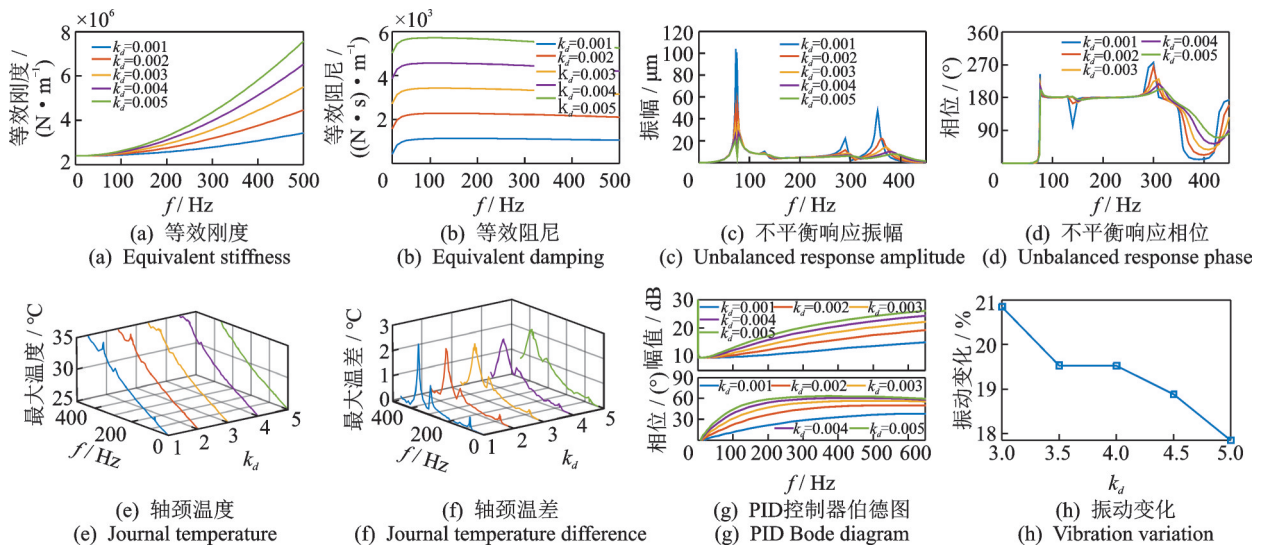 ×10⁶
8
6
4
2
0 100 200 300 400 500
等效刚度 /
(N • m⁻¹)
f / Hz
k_d=0.001
k_d=0.002
k_d=0.003
k_d=0.004
k_d=0.005
(a) 等效刚度
(a) Equivalent stiffness
×10³
6
4
2
0 100 200 300 400 500
等效阻尼 /
((N • s) • m⁻¹)
f / Hz
k_d=0.001
k_d=0.002
k_d=0.003
k_d=0.004
k_d=0.005
(b) 等效阻尼
(b) Equivalent damping
120
100
80
60
40
20
0 100 200 300 400
振幅 / μm
f / Hz
k_d=0.001
k_d=0.002
k_d=0.003
k_d=0.004
k_d=0.005
(c) 不平衡响应振幅
(c) Unbalanced response amplitude
360
270
180
90
0 100 200 300 400
相位 / (°)
f / Hz
k_d=0.001
k_d=0.002
k_d=0.003
k_d=0.004
k_d=0.005
(d) 不平衡响应相位
(d) Unbalanced response phase
35
30
25
最大温度 / °C
400
200
0
f / Hz
1 2 3 4 5
k_d
(e) 轴颈温度
(e) Journal temperature
3
2
1
0
最大温差 / °C
400
200
0
f / Hz
1 2 3 4 5
k_d
(f) 轴颈温差
(f) Journal temperature difference
30
20
10
幅值 / dB
k_d=0.001 k_d=0.002 k_d=0.003
k_d=0.004
k_d=0.005
90
60
30
相位 / (°)
k_d=0.001 k_d=0.002 k_d=0.003
k_d=0.004 k_d=0.005
0 100 200 300 400 500 600
f / Hz
(g) PID控制器伯德图
(g) PID Bode diagram
21
20
19
18
振动变化 / %
3.0 3.5 4.0 4.5 5.0
k_d
(h) 振动变化
(h) Vibration variation